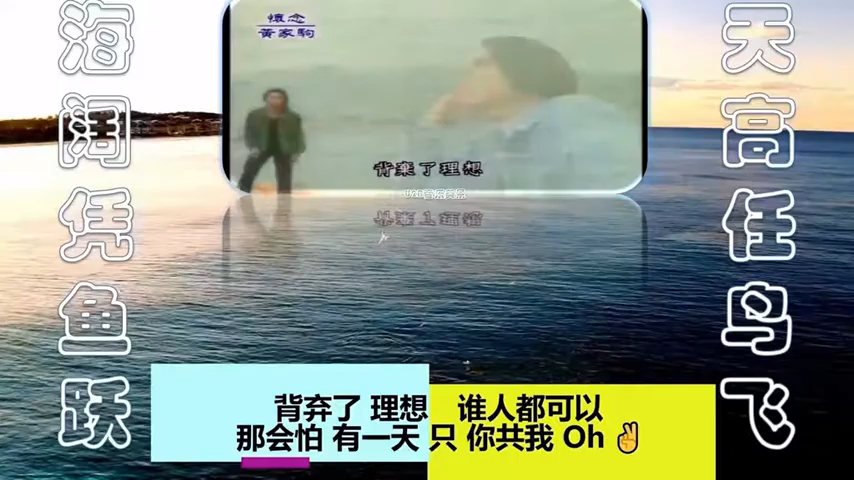 海阔凭鱼跃
天高任鸟飞
懷念
黃家駒
背棄了理想
背弃了 理想 谁人都可以
那会怕 有一天 只 你共我 Oh ✌